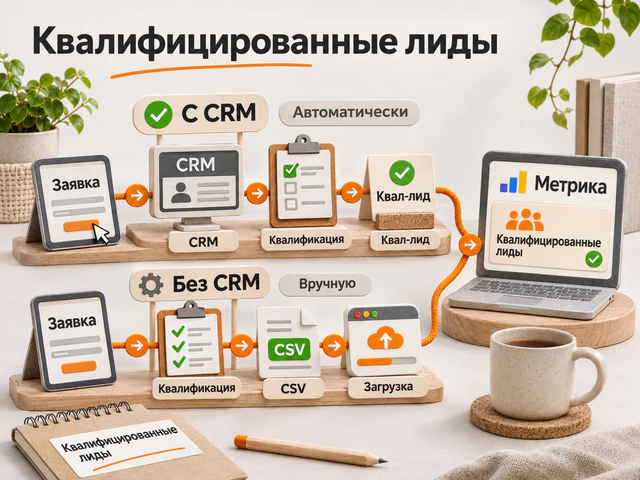 Квалифицированные лиды
С CRM
Автоматически
Заявка
CRM
Квал-лид
CRM
Квалификация
Квал-лид
Метрика
Квалифицированные
лиды
Без CRM
Вручную
Заявка
CSV
Квалификация
CSV
Загрузка
Квалифицированные
лиды